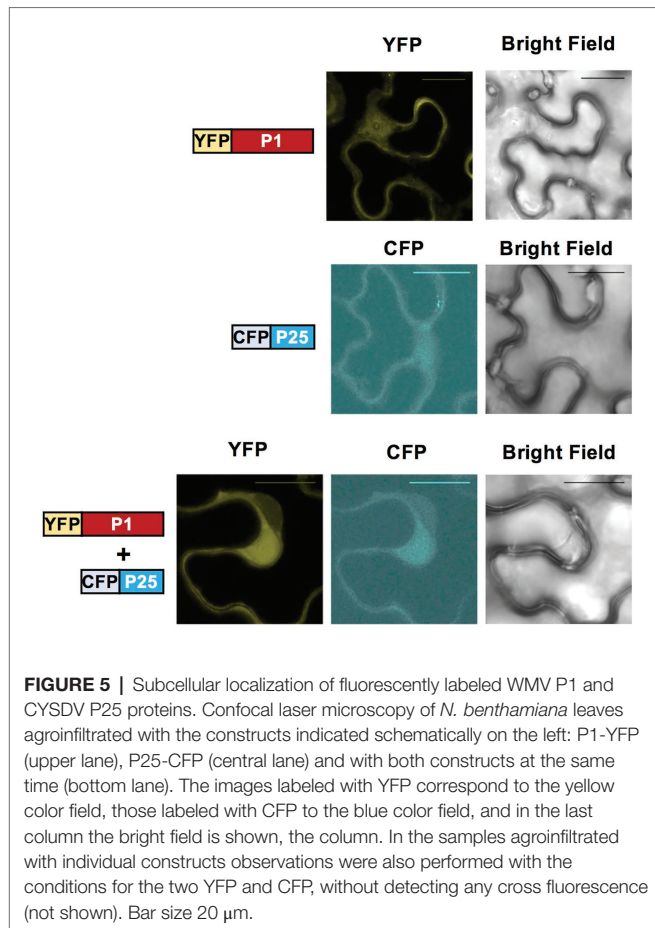 YFP Bright Field
YFP P1
CFP Bright Field
CFP P25
YFP CFP Bright Field
YFP P1
+
CFP P25
FIGURE 5 | Subcellular localization of fluorescently labeled WMV P1 and
CYSDV P25 proteins. Confocal laser microscopy of N. benthamiana leaves
agroinfiltrated with the constructs indicated schematically on the left: P1-YFP
(upper lane), P25-CFP (central lane) and with both constructs at the same
time (bottom lane). The images labeled with YFP correspond to the yellow
color field, those labeled with CFP to the blue color field, and in the last
column the bright field is shown, the column. In the samples agroinfiltrated
with individual constructs observations were also performed with the
conditions for the two YFP and CFP, without detecting any cross fluorescence
(not shown). Bar size 20 μm.